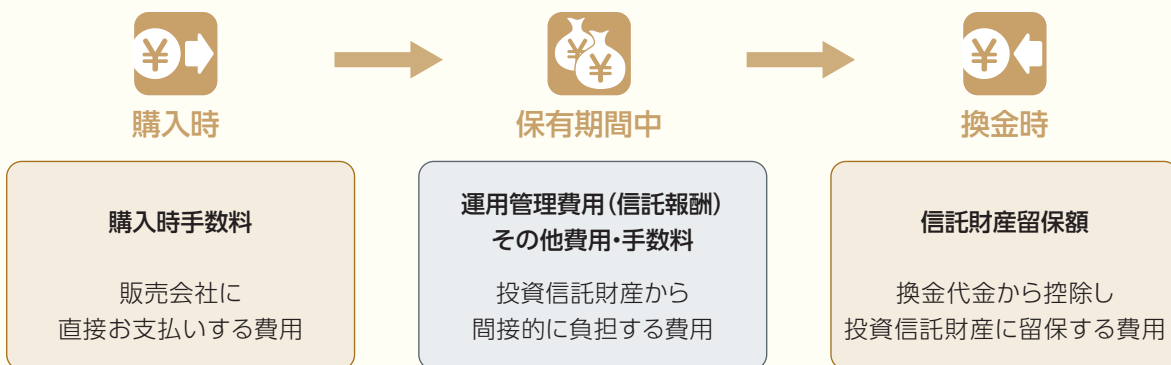 ¥
¥
¥
¥
購入時
保有期間中
換金時
購入時手数料
販売会社に
直接お支払いする費用
運用管理費用(信託報酬)
その他費用・手数料
投資信託財産から
間接的に負担する費用
信託財産留保額
換金代金から控除し
投資信託財産に留保する費用